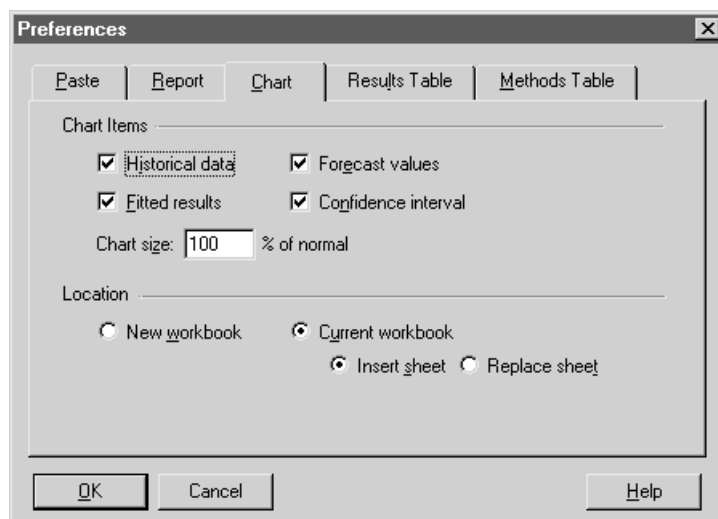 Preferences
Paste Report Chart Results Table Methods Table
Chart Items
Historical data Forecast values
Fitted results Confidence interval
Chart size: 100 % of normal
Location
New workbook Current workbook
Insert sheet Replace sheet
OK Cancel Help